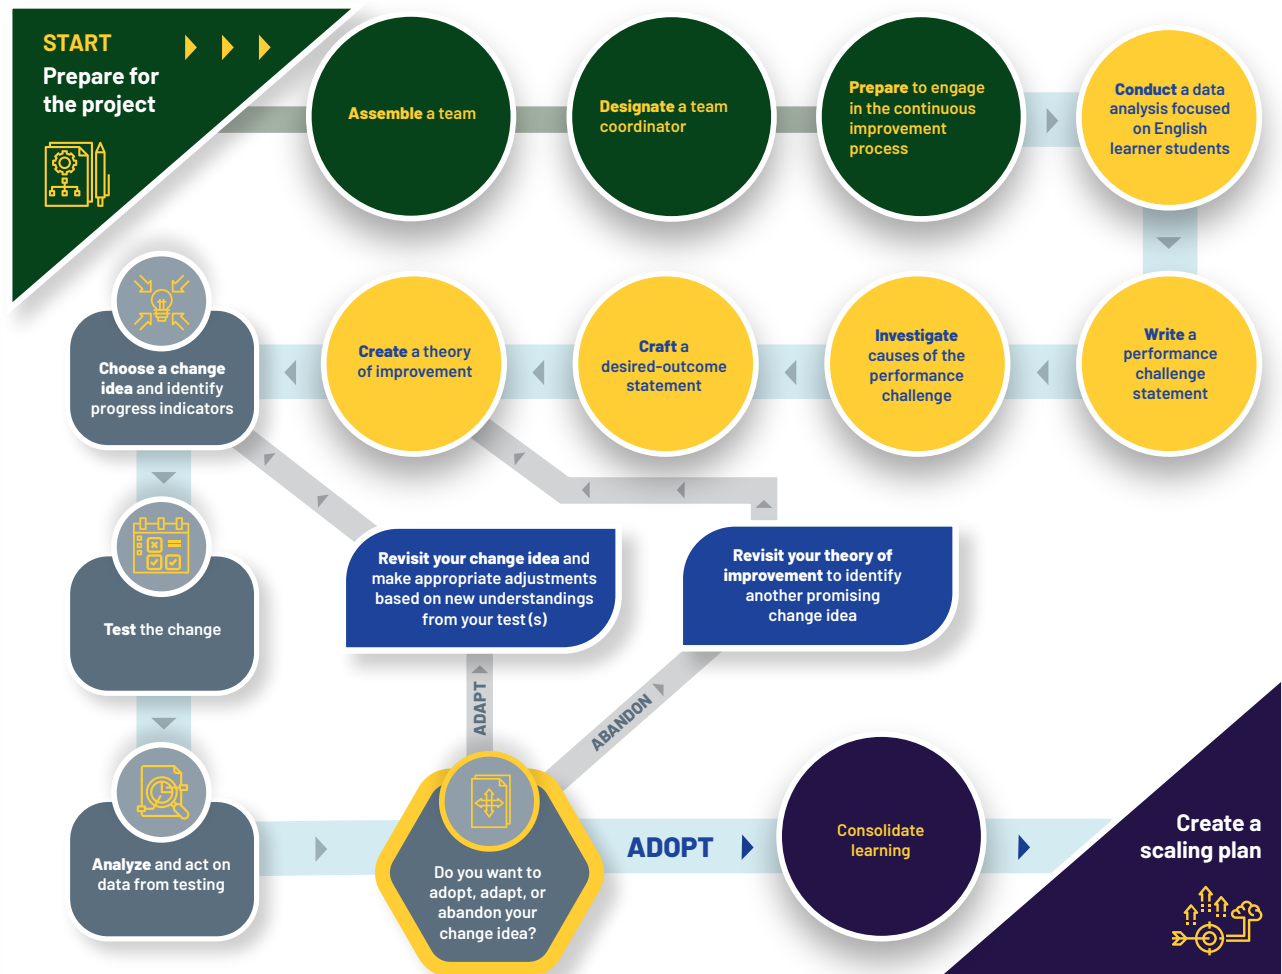 START
Prepare for
the project
Assemble a team
Designate a team
coordinator
Prepare to engage
in the continuous
improvement
process
Conduct a data
analysis focused
on English
learner students
Write a
performance
challenge
statement
Investigate
causes of the
performance
challenge
Craft a
desired-outcome
statement
Create a theory
of improvement
Choose a change
idea and identify
progress indicators
Test the change
Analyze and act on
data from testing
Do you want to
adopt, adapt, or
abandon your
change idea?
ADAPT
Revisit your change idea and
make appropriate adjustments
based on new understandings
from your test(s)
ABANDON
Revisit your theory of
improvement to identify
another promising
change idea
ADOPT
Consolidate
learning
Create a
scaling plan